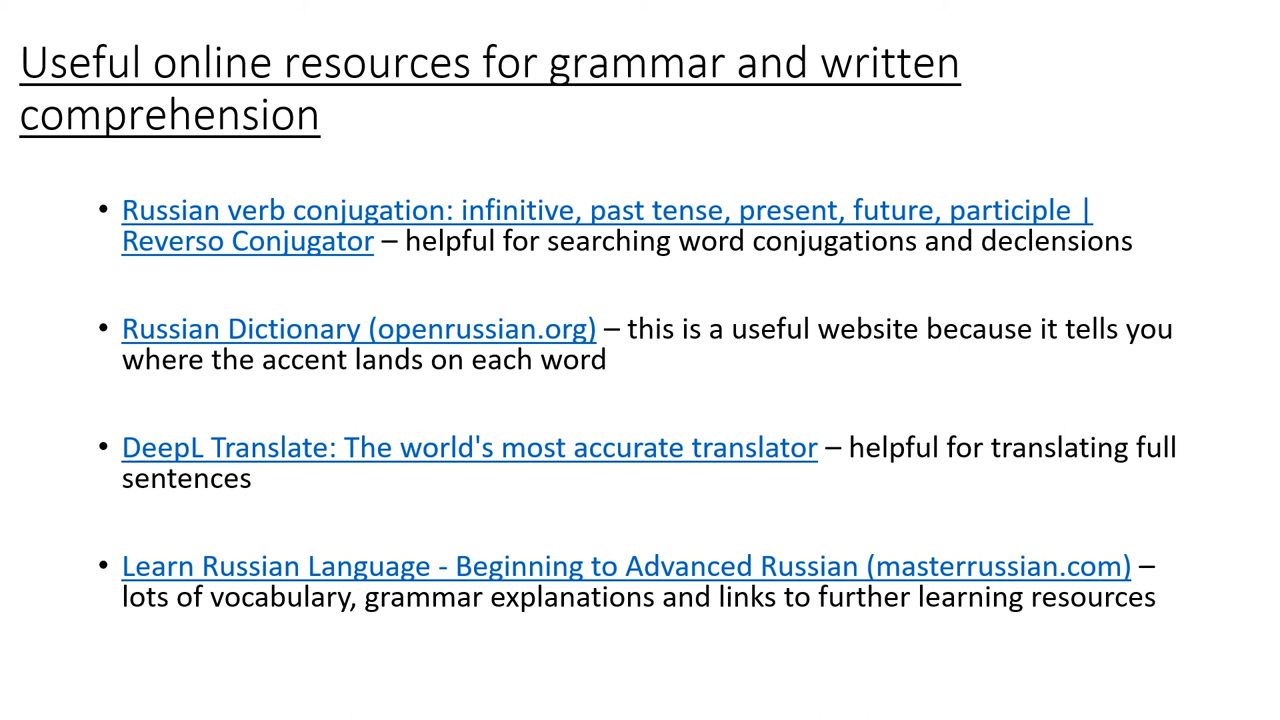 Useful online resources for grammar and written
comprehension
• Russian verb conjugation: infinitive, past tense, present, future, participle |
Reverso Conjugator – helpful for searching word conjugations and declensions
• Russian Dictionary (openrussian.org) – this is a useful website because it tells you
where the accent lands on each word
• DeepL Translate: The world's most accurate translator – helpful for translating full
sentences
• Learn Russian Language - Beginning to Advanced Russian (masterrussian.com) –
lots of vocabulary, grammar explanations and links to further learning resources